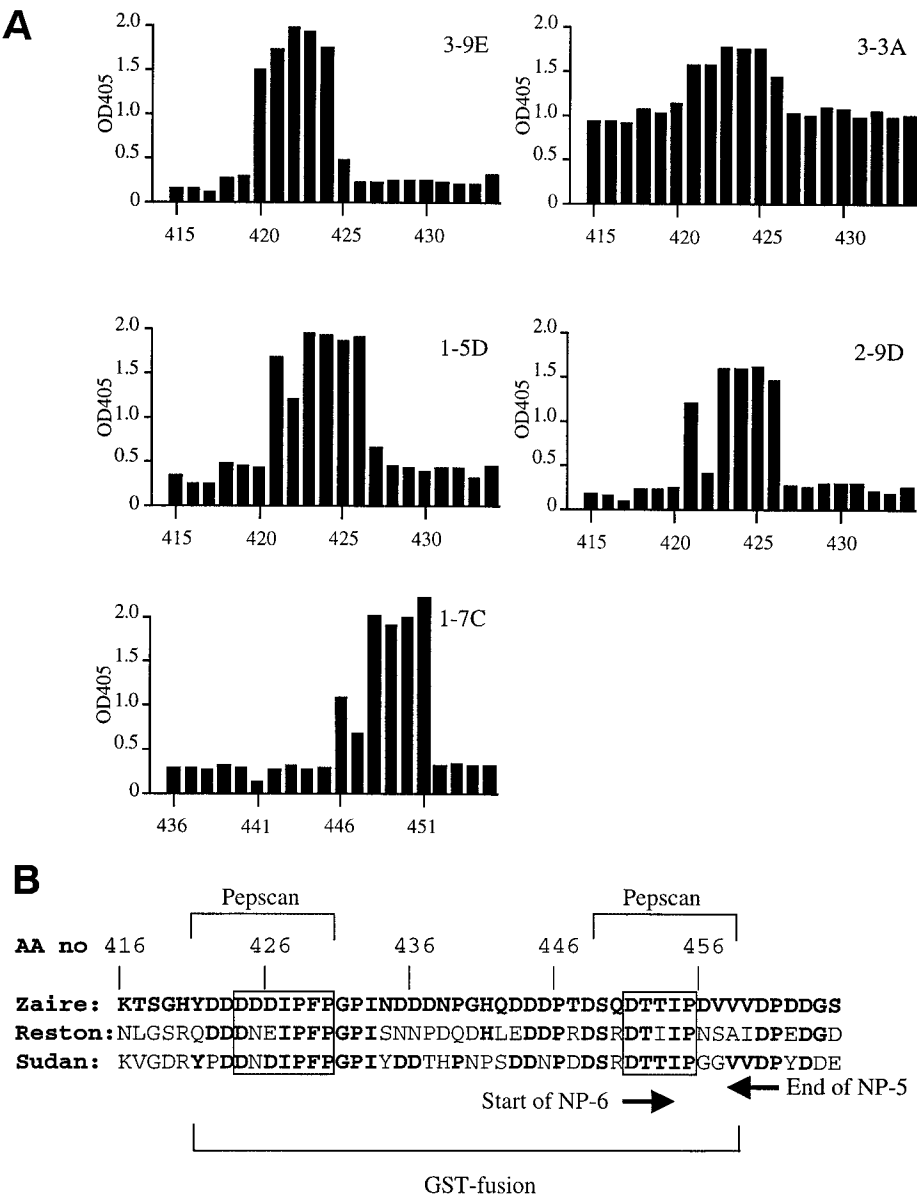 A
3-9E
OD405
2.0
1.5
1.0
0.5
0
415 420 425 430
3-3A
OD405
2.0
1.5
1.0
0.5
0
415 420 425 430
1-5D
OD405
2.0
1.5
1.0
0.5
0
415 420 425 430
2-9D
OD405
2.0
1.5
1.0
0.5
0
415 420 425 430
1-7C
OD405
2.0
1.5
1.0
0.5
0
436 441 446 451
B
Pepscan Pepscan
AA no 416 426 436 446 456
Zaire: KTSGHYDDDDDIPFPGPINDDDNPGHQDDDPTDSQDTTIPDVVVDPDDGS
Reston: NLGSRQDDDDNEIPFPGPISNNPDQDHLEDDPRDSRDTIIPNSAIDPEDGD
Sudan: KVGDRYPDDNDIPFPGPIYDDTHPNPSDDNPDDSRDTTIPGGVVDPYDDE
Start of NP-6 End of NP-5
GST-fusion